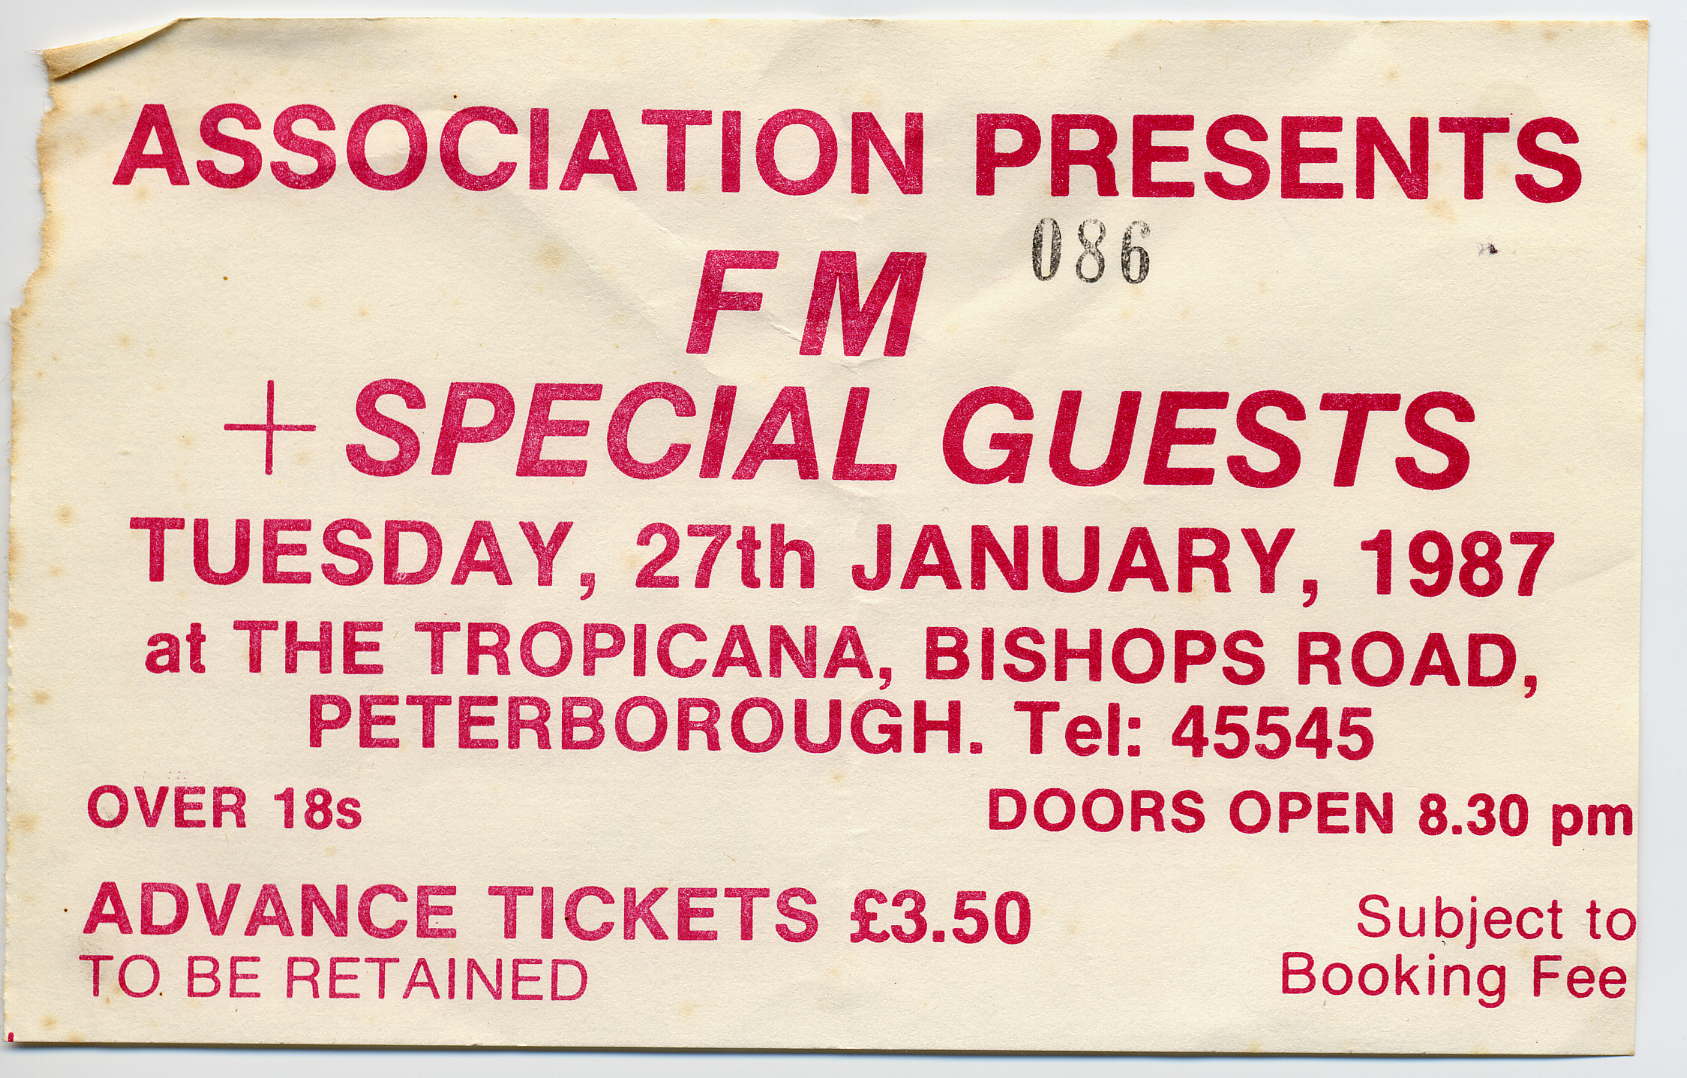 ASSOCIATION PRESENTS
086
FM
+ SPECIAL GUESTS
TUESDAY, 27th JANUARY, 1987
at THE TROPICANA, BISHOPS ROAD,
PETERBOROUGH. Tel: 45545
OVER 18s DOORS OPEN 8.30 pm
ADVANCE TICKETS £3.50 Subject to
TO BE RETAINED Booking Fee